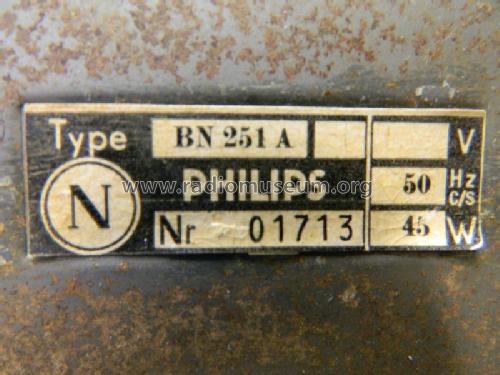 Type BN 251 A V
N PHILIPS 50 Hz c/s
www.radiomuseum.org
Nr 01713 45 W